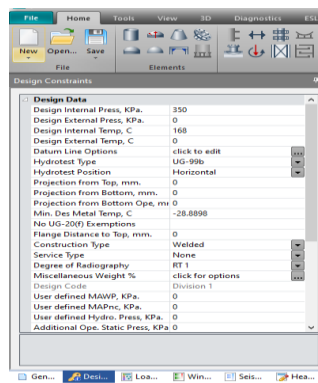 File Home Tools View 3D Diagnostics ESL
New Open... Save
File Elements
Design Constraints
Design Data
Design Internal Press, KPa. 350
Design External Press, KPa. 0
Design Internal Temp, C 168
Design External Temp, C 0
Datum Line Options click to edit
Hydrotest Type UG-99b
Hydrotest Position Horizontal
Projection from Top, mm. 0
Projection from Bottom, mm. 0
Projection from Bottom Ope, mm 0
Min. Des Metal Temp, C -28.8898
No UG-20(f) Exemptions
Flange Distance to Top, mm. 0
Construction Type Welded
Service Type None
Degree of Radiography RT 1
Miscellaneous Weight % click for options
Design Code Division 1
User defined MAWP, KPa. 0
User defined MAPnc, KPa. 0
User defined Hydro. Press, KPa. 0
Additional Ope. Static Press, KPa 0
Gen... Desi... Loa... Win... Seis... Hea...